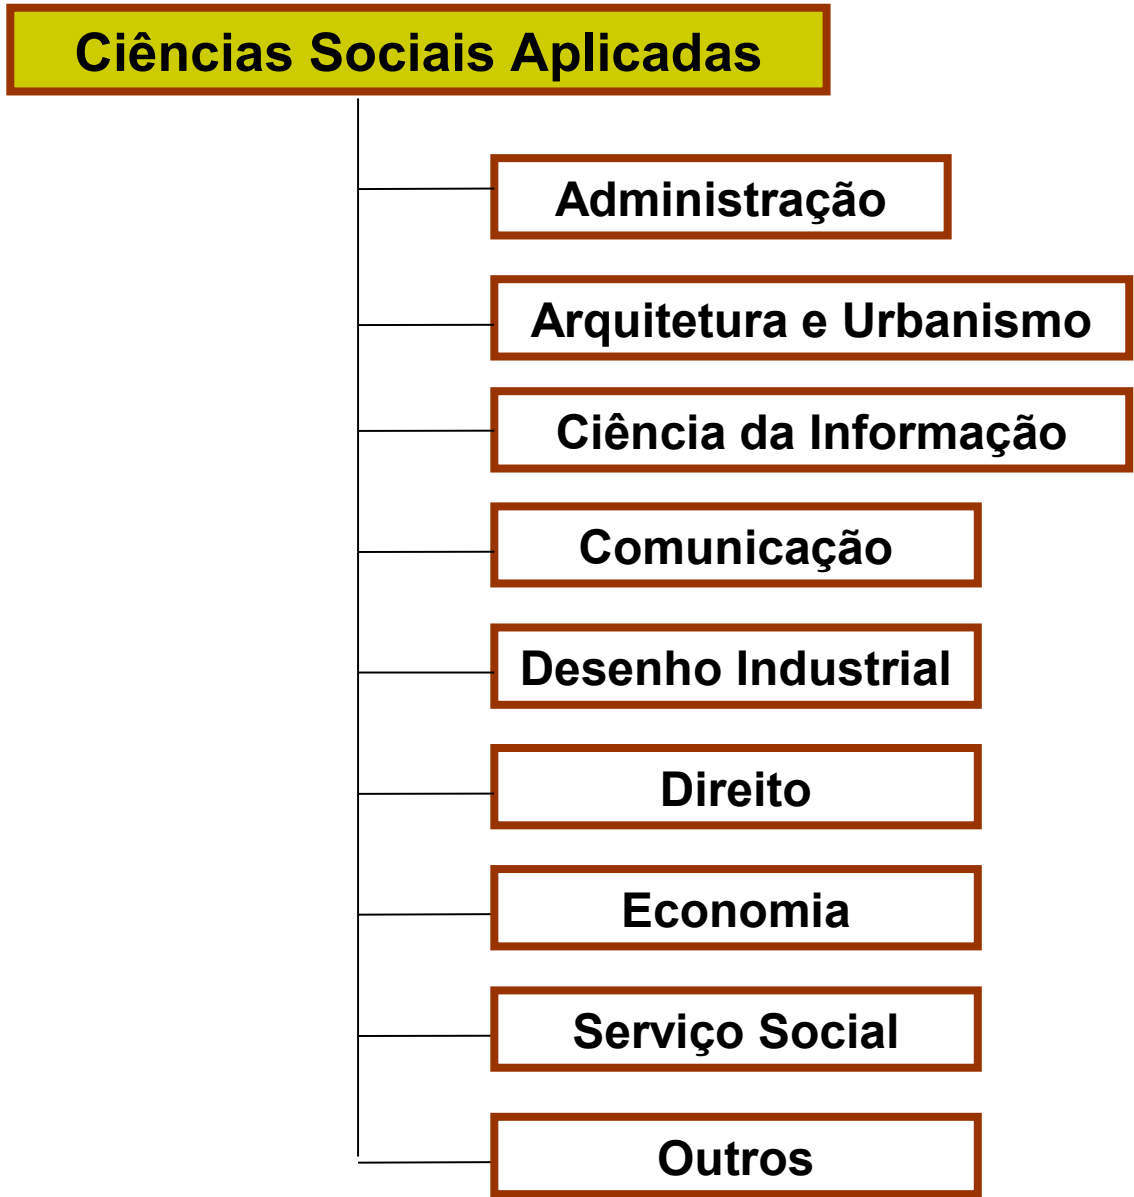 Ciências Sociais Aplicadas
Administração
Arquitetura e Urbanismo
Ciência da Informação
Comunicação
Desenho Industrial
Direito
Economia
Serviço Social
Outros